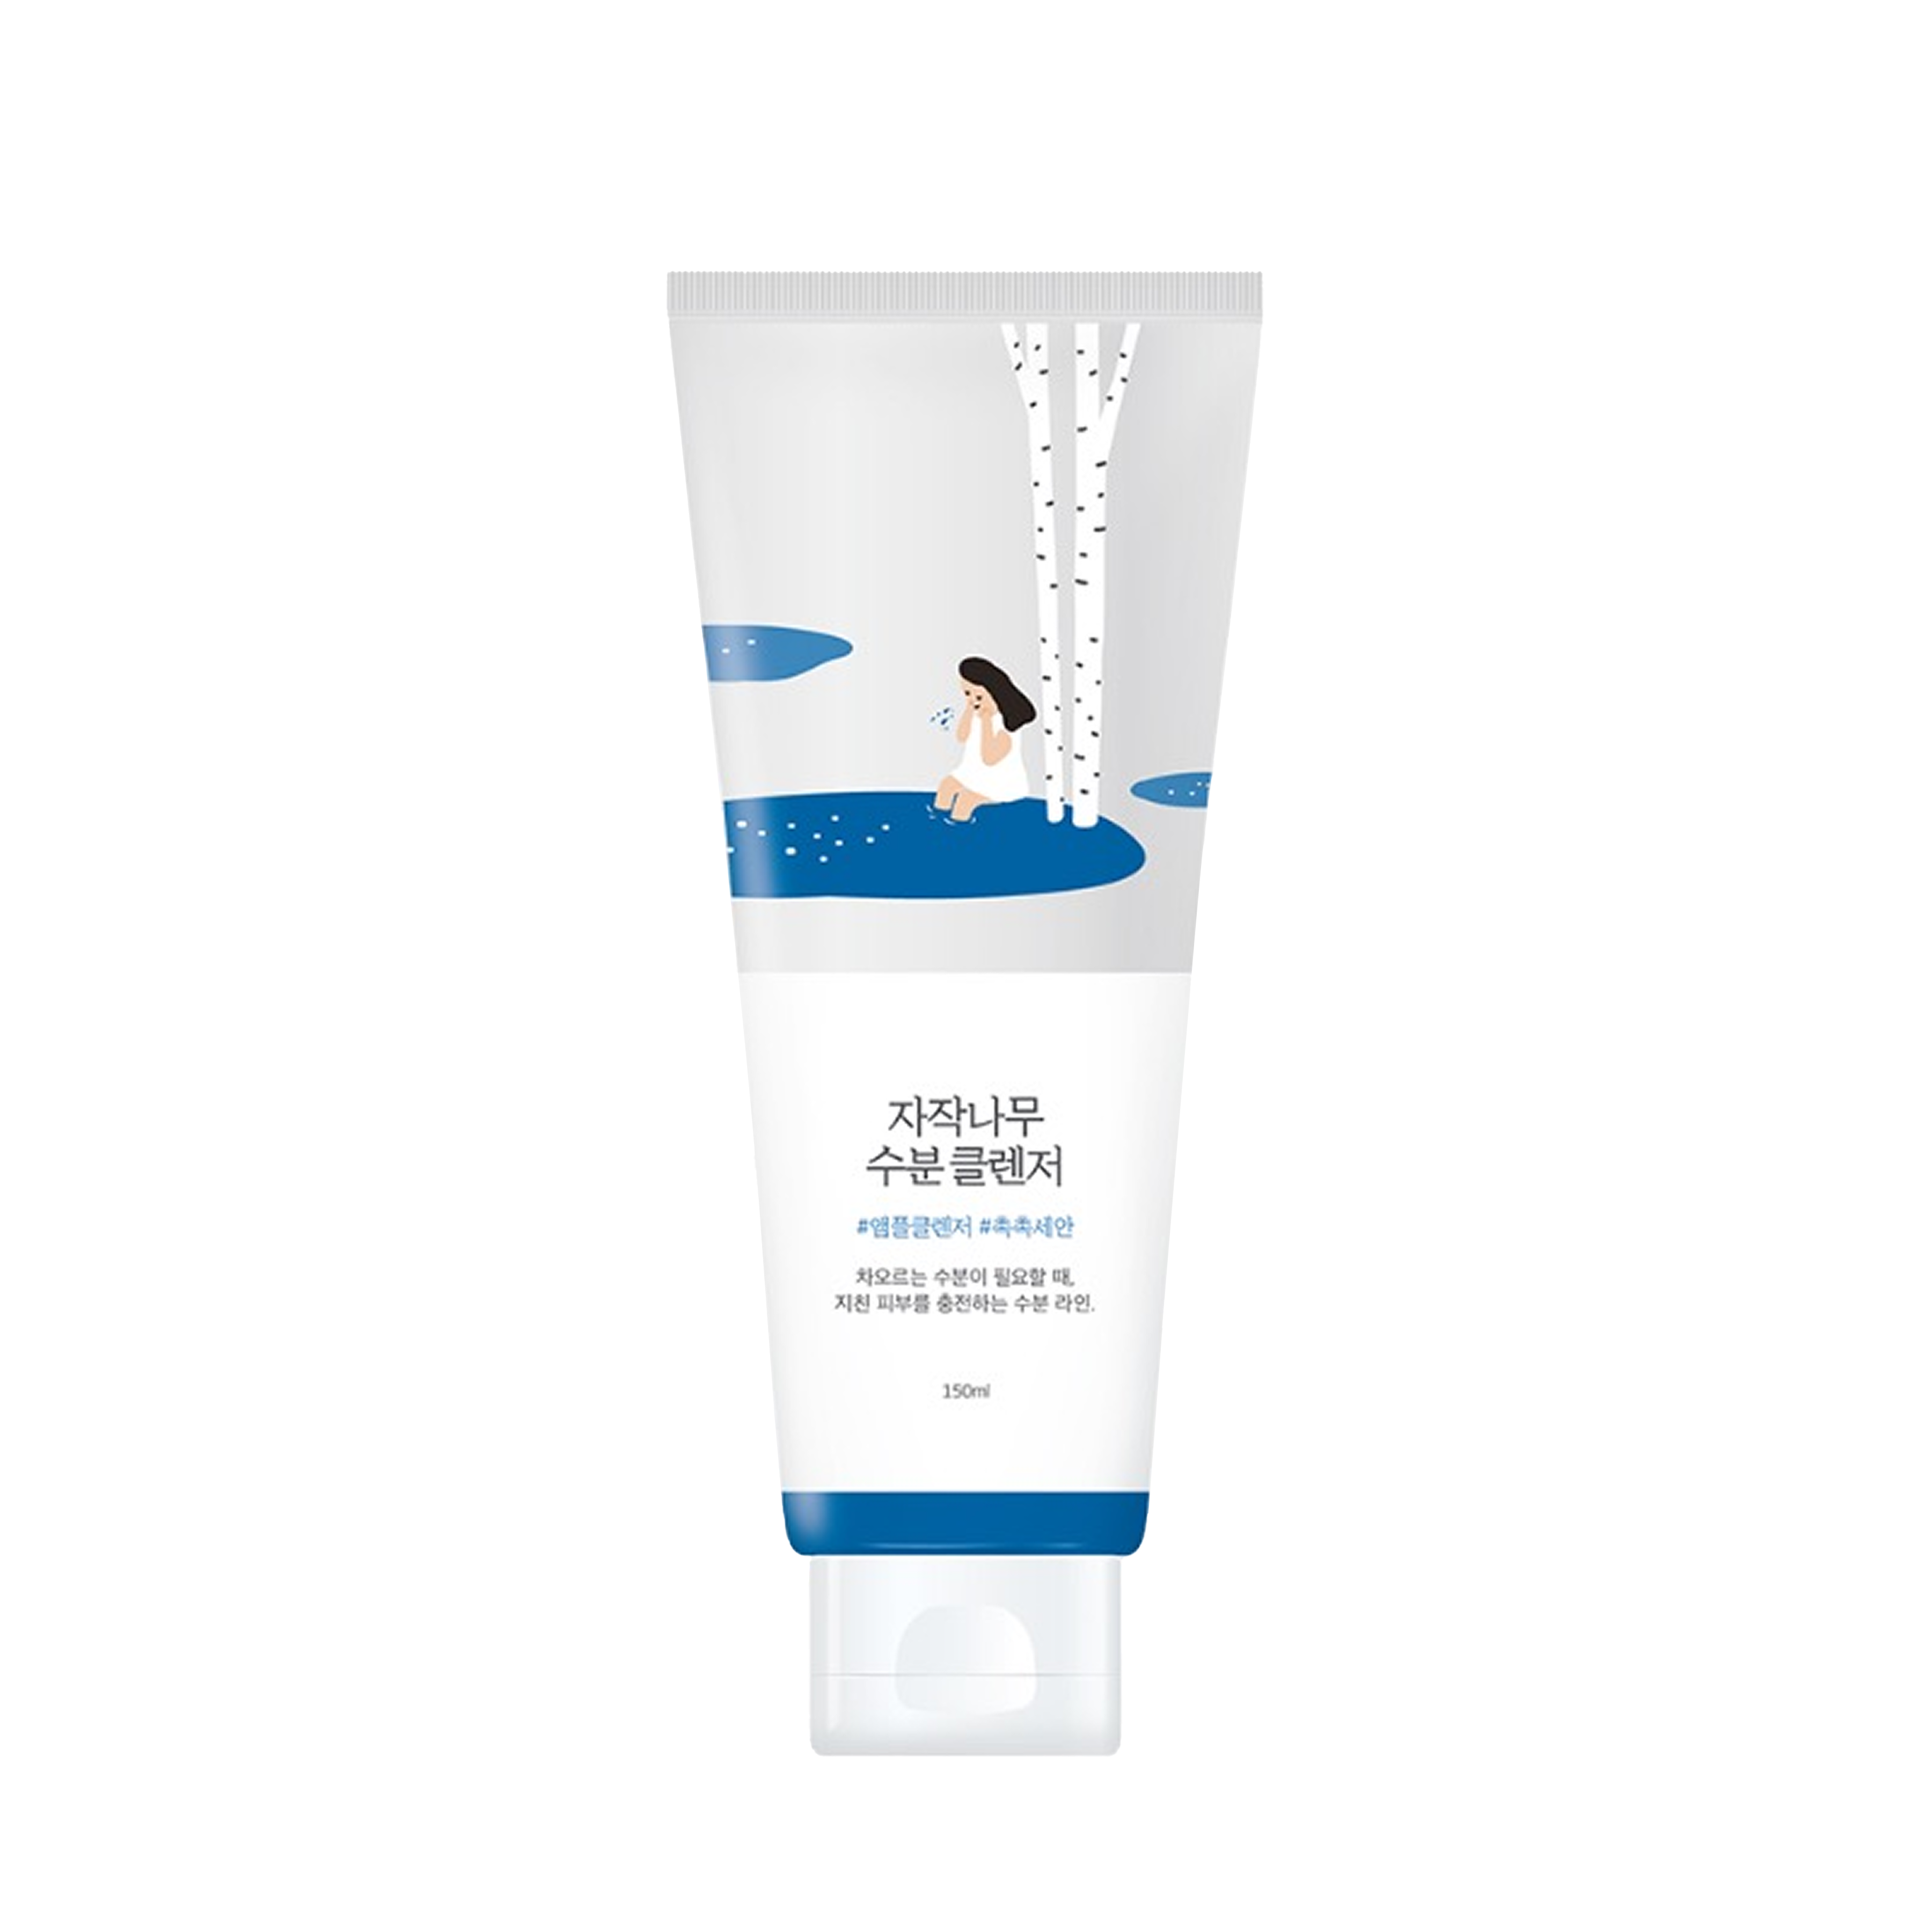 자작나무
수분 클렌저
#앰플클렌저 #촉촉세안
차오르는 수분이 필요할 때,
지친 피부를 충전하는 수분 라인.
150ml